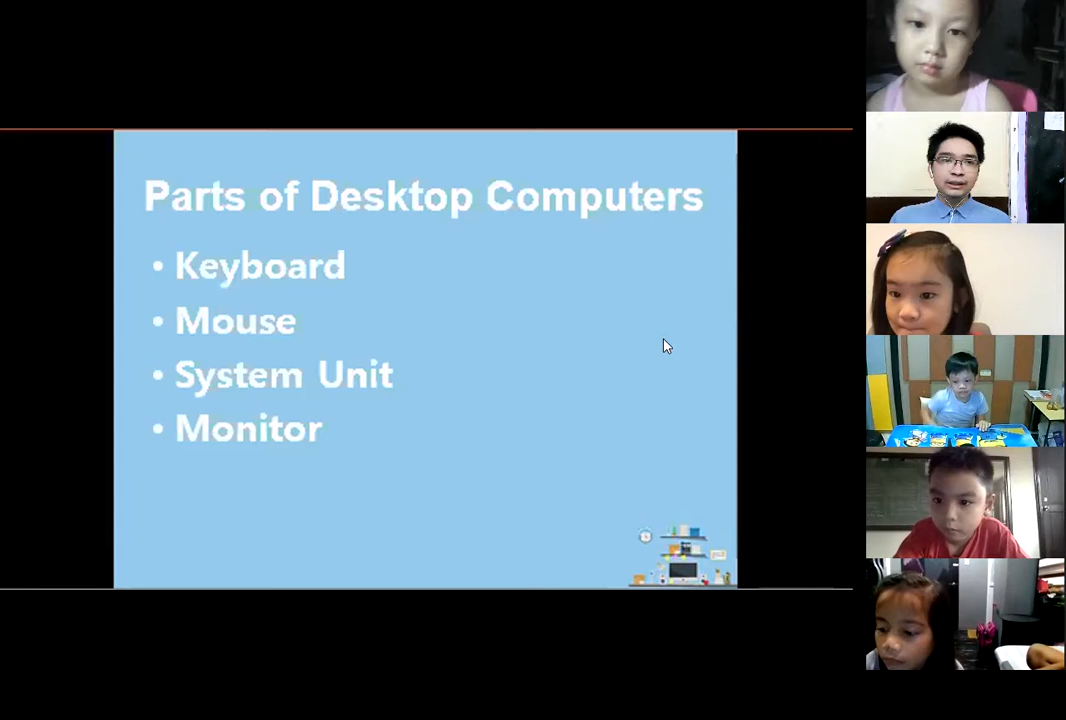 Parts of Desktop Computers
• Keyboard
• Mouse
• System Unit
• Monitor